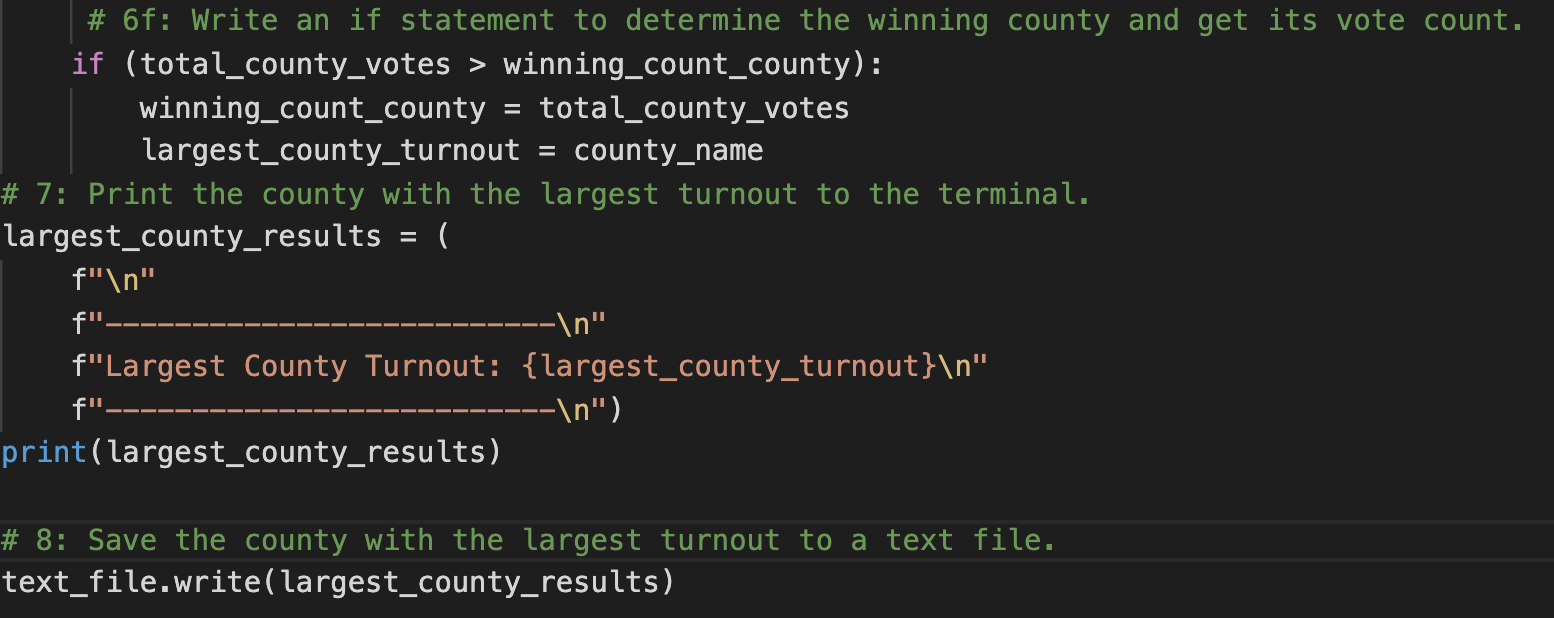 # 6f: Write an if statement to determine the winning county and get its vote count.
if (total_county_votes > winning_count_county):
winning_count_county = total_county_votes
largest_county_turnout = county_name
# 7: Print the county with the largest turnout to the terminal.
largest_county_results = (
f"\n"
f"--------------------------\n"
f"Largest County Turnout: {largest_county_turnout}\n"
f"--------------------------\n")
print(largest_county_results)
# 8: Save the county with the largest turnout to a text file.
text_file.write(largest_county_results)